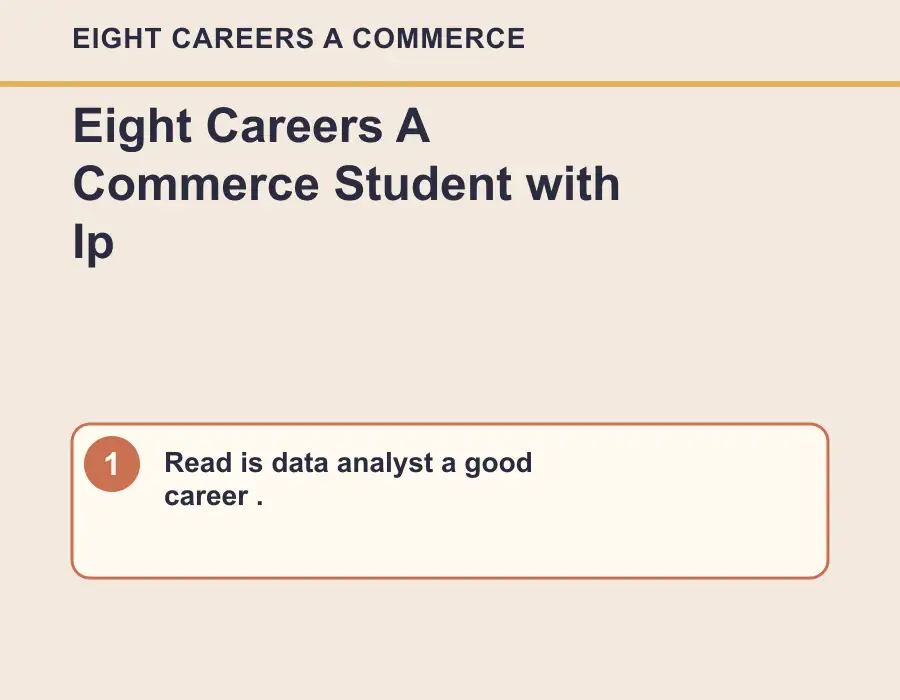 EIGHT CAREERS A COMMERCE
Eight Careers A
Commerce Student with
Ip
1
Read is data analyst a good
career .